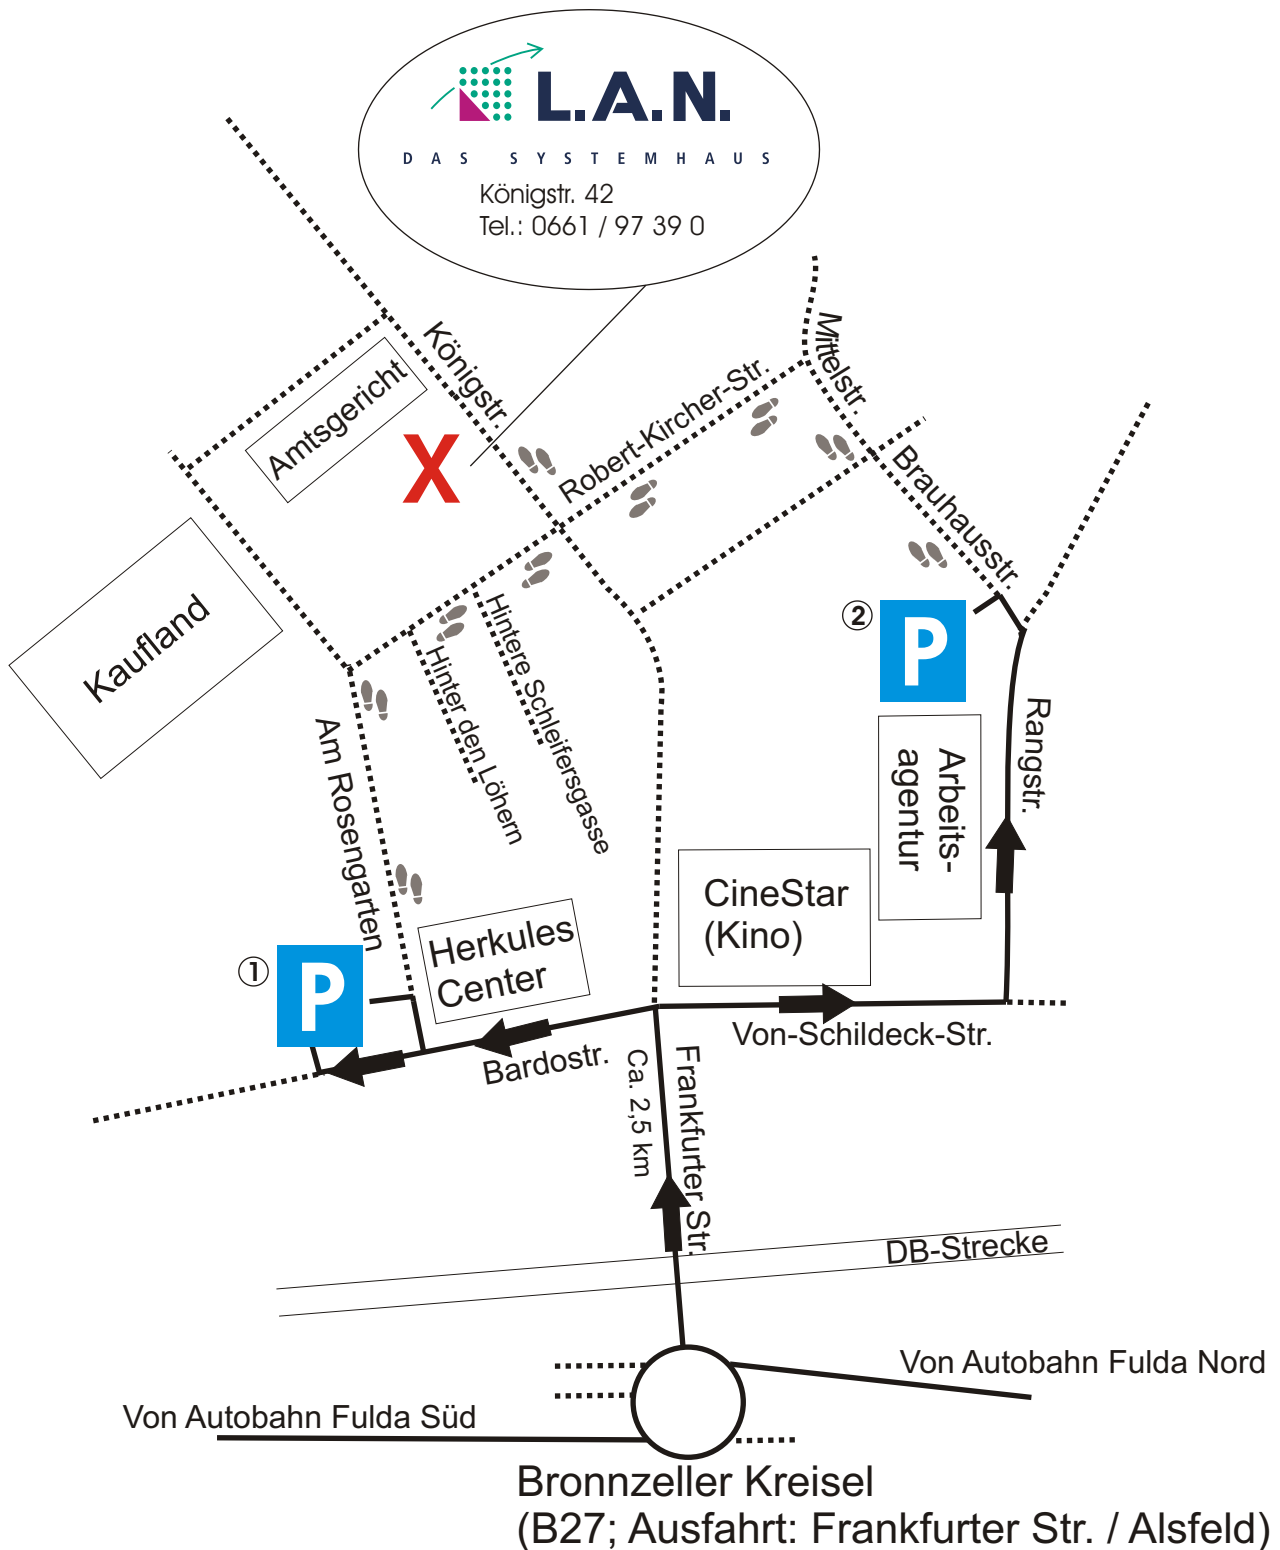 L.A.N.
DAS SYSTEMHAUS
Königstr. 42
Tel.: 0661 / 97 39 0
Königstr.
Amtsgericht
X
Robert-Kircher-Str.
Mittelstr.
Brauhausstr.
Kaufland
Hintere Schleifersgasse
Hinter den Löhern
Am Rosengarten
②
P
Rangstr.
Arbeits-
agentur
CineStar
(Kino)
Herkules
Center
①
P
Bardostr.
Von-Schildeck-Str.
Ca. 2,5 km
Frankfurter Str.
DB-Strecke
Von Autobahn Fulda Nord
Von Autobahn Fulda Süd
Bronnzeller Kreisel
(B27; Ausfahrt: Frankfurter Str. / Alsfeld)